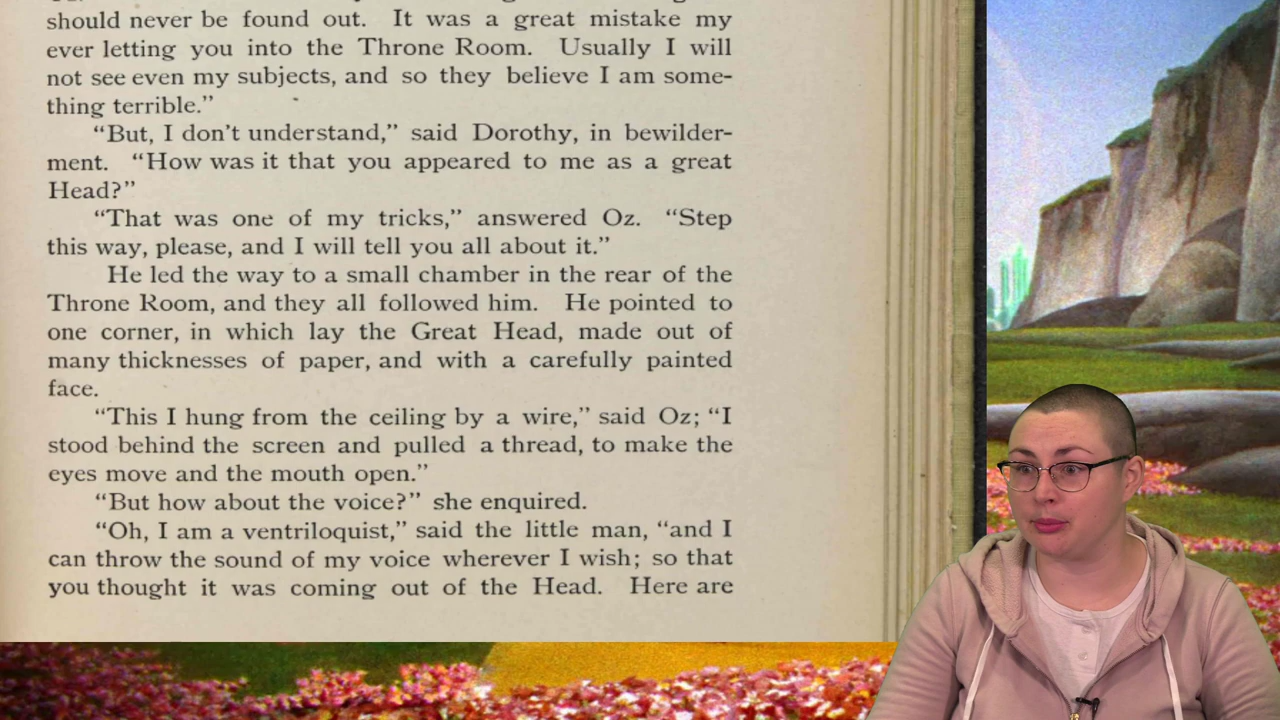 should never be found out. It was a great mistake my
ever letting you into the Throne Room. Usually I will
not see even my subjects, and so they believe I am some-
thing terrible.”
“But, I don't understand,” said Dorothy, in bewilder-
ment. “How was it that you appeared to me as a great
Head?”
“That was one of my tricks,” answered Oz. “Step
this way, please, and I will tell you all about it.”
He led the way to a small chamber in the rear of the
Throne Room, and they all followed him. He pointed to
one corner, in which lay the Great Head, made out of
many thicknesses of paper, and with a carefully painted
face.
“This I hung from the ceiling by a wire,” said Oz; “I
stood behind the screen and pulled a thread, to make the
eyes move and the mouth open.”
“But how about the voice?” she enquired.
“Oh, I am a ventriloquist,” said the little man, “and I
can throw the sound of my voice wherever I wish; so that
you thought it was coming out of the Head. Here are